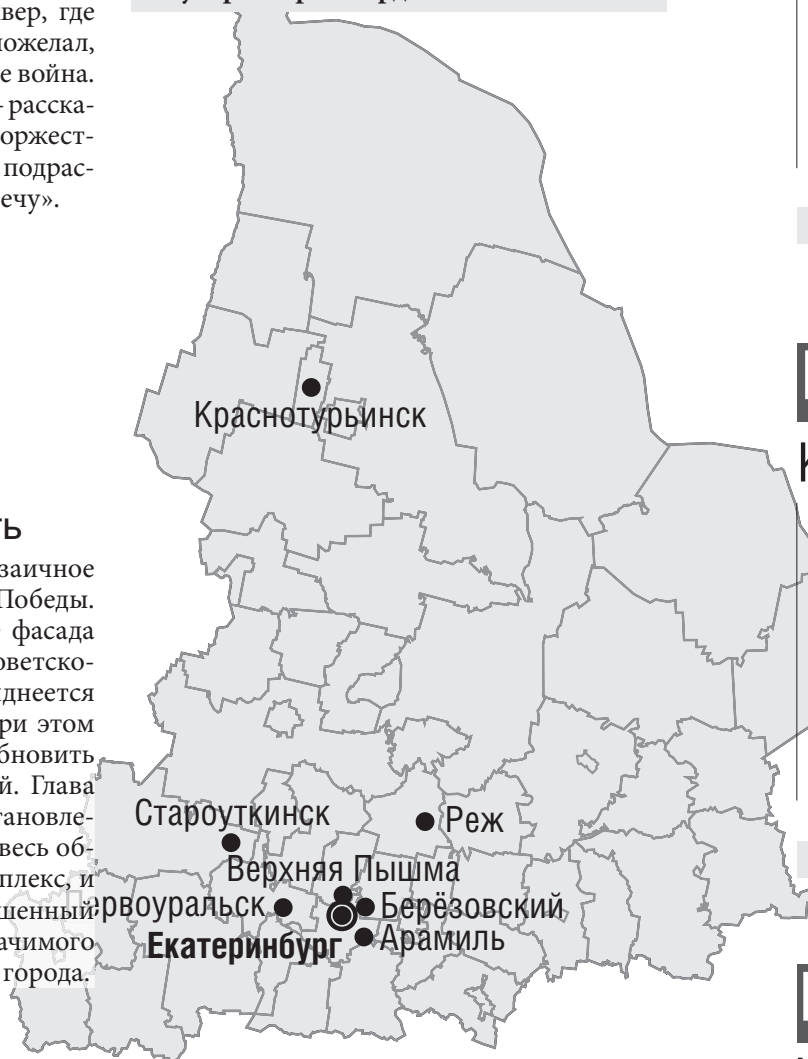 вер, где
пожелал,
е война.
– расска-
оржест-
подрас-
ечу».
ть
заичное
Победы.
фасада
оветско-
днеется
ри этом
бновить
й. Глава
тановле-
весь об-
плекс, и
шенный
ачимого
города.
Краснотурьинск
Староуткинск
Реж
Верхняя Пышма
ервоуральск
Берёзовский
Екатеринбург
Арамиль